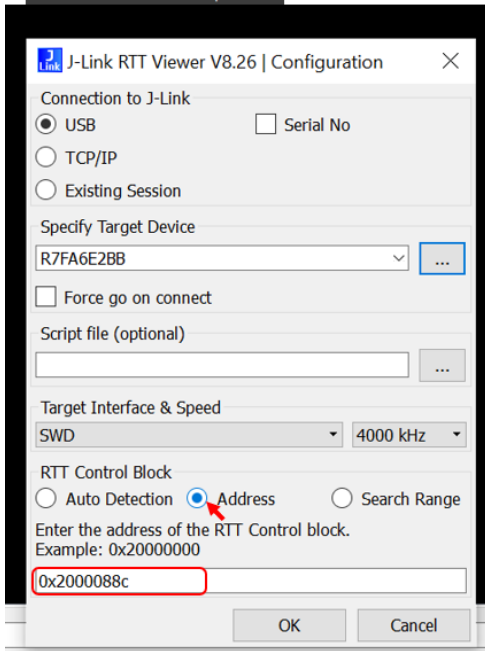 J-Link RTT Viewer V8.26 | Configuration
Connection to J-Link
USB
Serial No
TCP/IP
Existing Session
Specify Target Device
R7FA6E2BB
...
Force go on connect
Script file (optional)
...
Target Interface & Speed
SWD
4000 kHz
RTT Control Block
Auto Detection
Address
Search Range
Enter the address of the RTT Control block.
Example: 0x20000000
0x2000088c
OK
Cancel